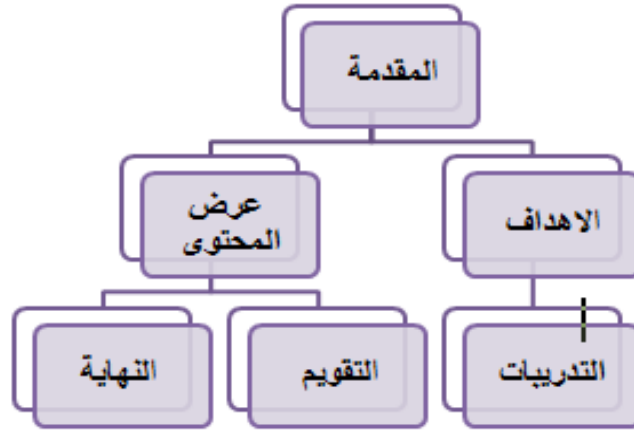 المقدمة
الاهداف
عرض
المحتوى
التدريبات
التقويم
النهاية